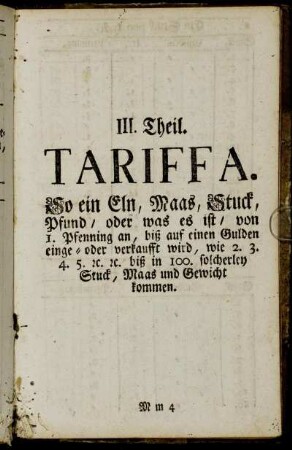 III. Theil.
TARIFFA.
So ein Eln, Maas, Stuck,
Pfund/ oder was es ist/ von
1. Pfenning an, biß auf einen Gulden
einge- oder verkaufft wird, wie 2. 3.
4. 5. ꝛc. ꝛc. biß in 100. solcherley
Stuck, Maas und Gewicht
kommen.
M m 4